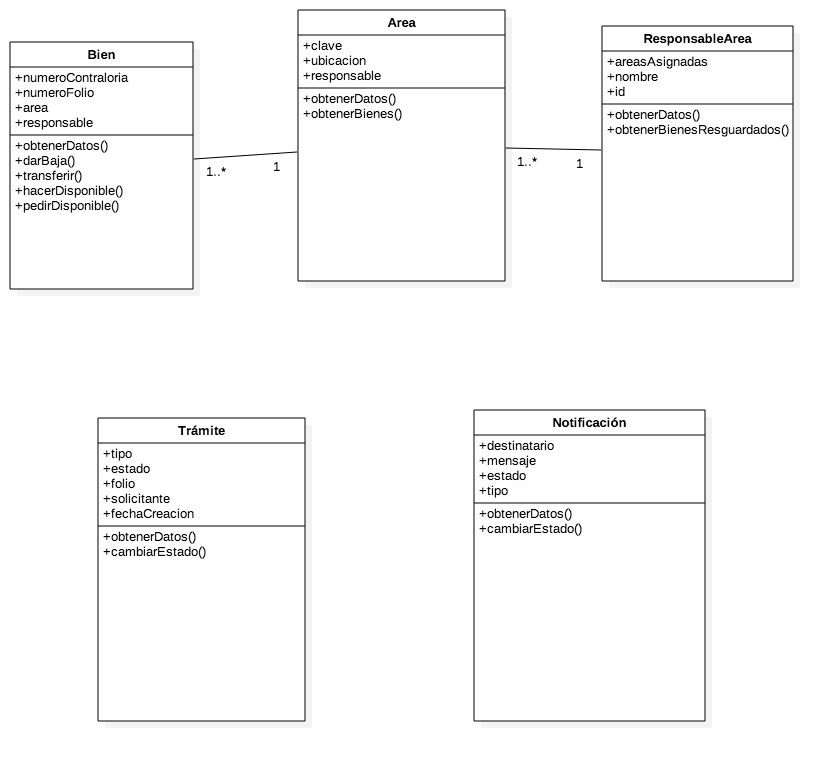 Bien
+numeroContraloria
+numeroFolio
+area
+responsable
+obtenerDatos()
+darBaja()
+transferir()
+hacerDisponible()
+pedirDisponible()
1..*
1
Area
+clave
+ubicacion
+responsable
+obtenerDatos()
+obtenerBienes()
1..*
1
ResponsableArea
+areasAsignadas
+nombre
+id
+obtenerDatos()
+obtenerBienesResguardados()
Trámite
+tipo
+estado
+folio
+solicitante
+fechaCreacion
+obtenerDatos()
+cambiarEstado()
Notificación
+destinatario
+mensaje
+estado
+tipo
+obtenerDatos()
+cambiarEstado()